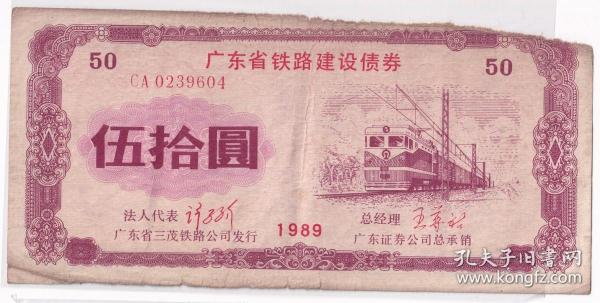 50
广东省铁路建设债券
50
CA 0239604
伍拾圓
法人代表
总经理
广东省三茂铁路公司发行
1989
广东证券公司总承销
孔夫子旧书网
www.kongfz.com